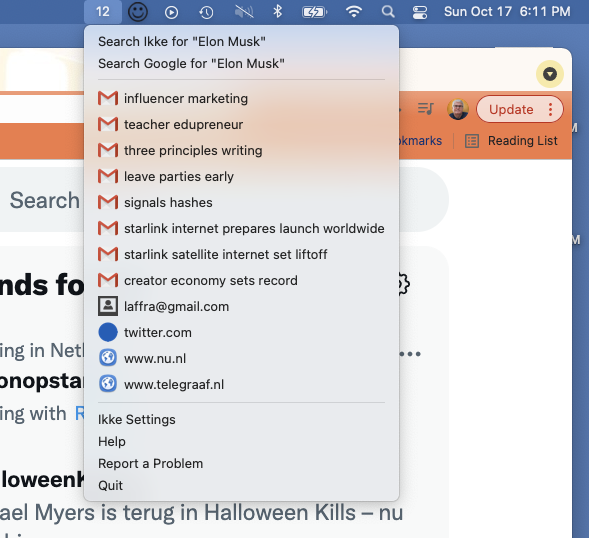 12
Sun Oct 17 6:11 PM
Search Ikke for "Elon Musk"
Search Google for "Elon Musk"
influencer marketing
teacher edupreneur
three principles writing
leave parties early
signals hashes
starlink internet prepares launch worldwide
starlink satellite internet set liftoff
creator economy sets record
laffra@gmail.com
twitter.com
www.nu.nl
www.telegraaf.nl
Ikke Settings
Help
Report a Problem
Quit
Update
M
okmarks
Reading List
Search
M
nds fo
ing in Netl
onopsta
ing with R
lloweenK
ael Myers is terug in Halloween Kills – nu